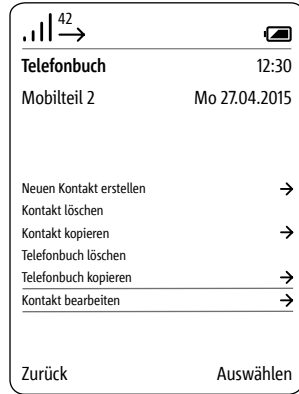 42
Telefonbuch 12:30
Mobilteil 2 Mo 27.04.2015
Neuen Kontakt erstellen
Kontakt löschen
Kontakt kopieren
Telefonbuch löschen
Telefonbuch kopieren
Kontakt bearbeiten
Zurück Auswählen